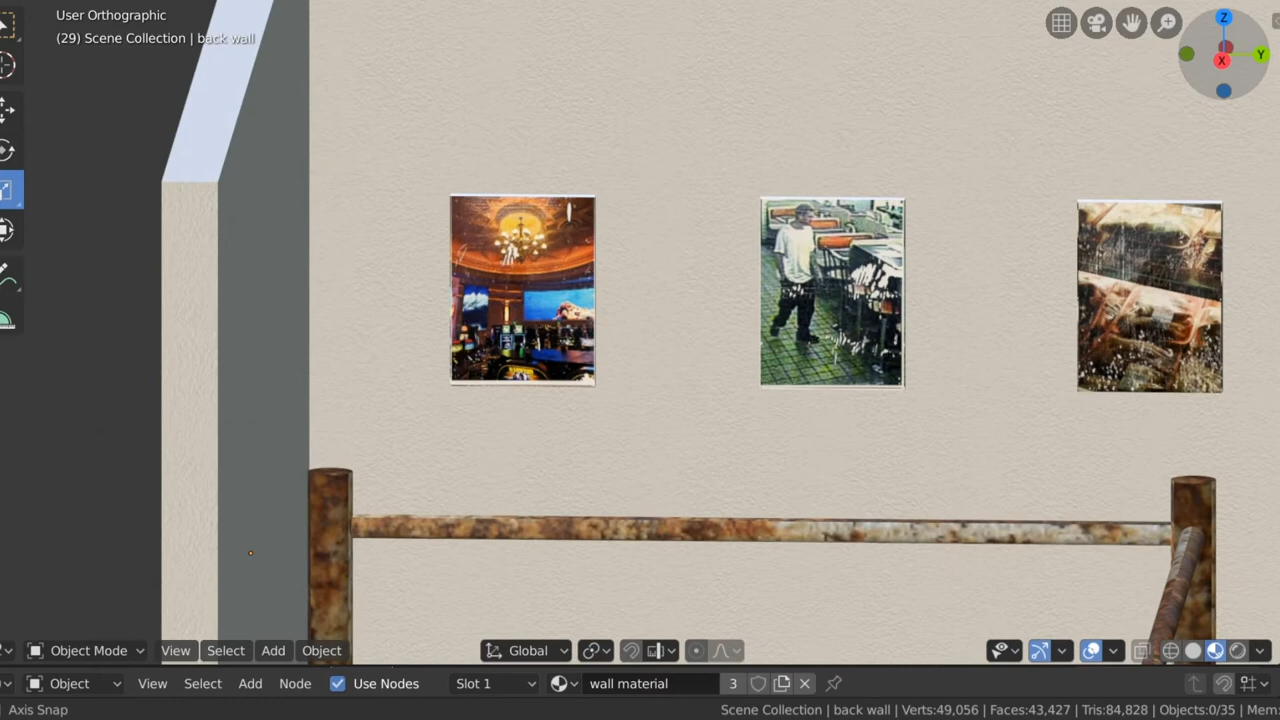 User Orthographic
(29) Scene Collection | back wall
Z
Y
X
Object Mode View Select Add Object Global
Object View Select Add Node Use Nodes Slot 1 wall material 3
Axis Snap Scene Collection | back wall | Verts:49,056 | Faces:43,427 | Tris:84,828 | Objects:0/35 | Mem: